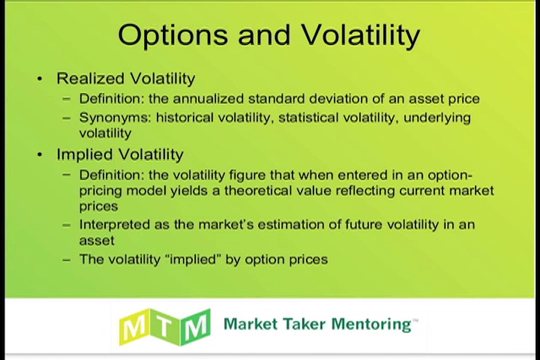 Options and Volatility
• Realized Volatility
– Definition: the annualized standard deviation of an asset price
– Synonyms: historical volatility, statistical volatility, underlying
volatility
• Implied Volatility
– Definition: the volatility figure that when entered in an option-
pricing model yields a theoretical value reflecting current market
prices
– Interpreted as the market's estimation of future volatility in an
asset
– The volatility “implied” by option prices
MTM Market Taker Mentoring™